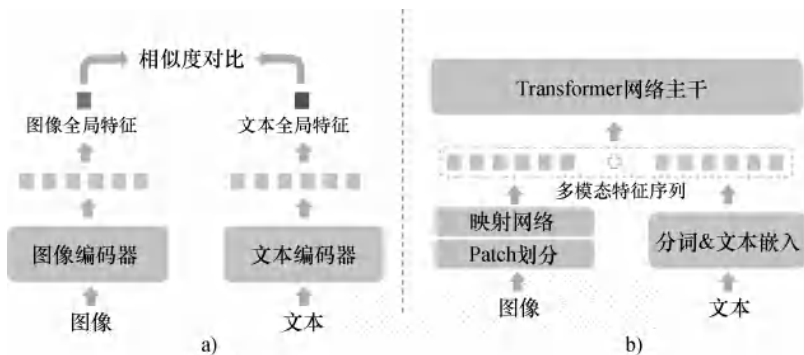 相似度对比
图像全局特征
文本全局特征
图像编码器
文本编码器
图像
文本
a)
Transformer网络主干
多模态特征序列
映射网络
Patch划分
分词&文本嵌入
图像
文本
b)